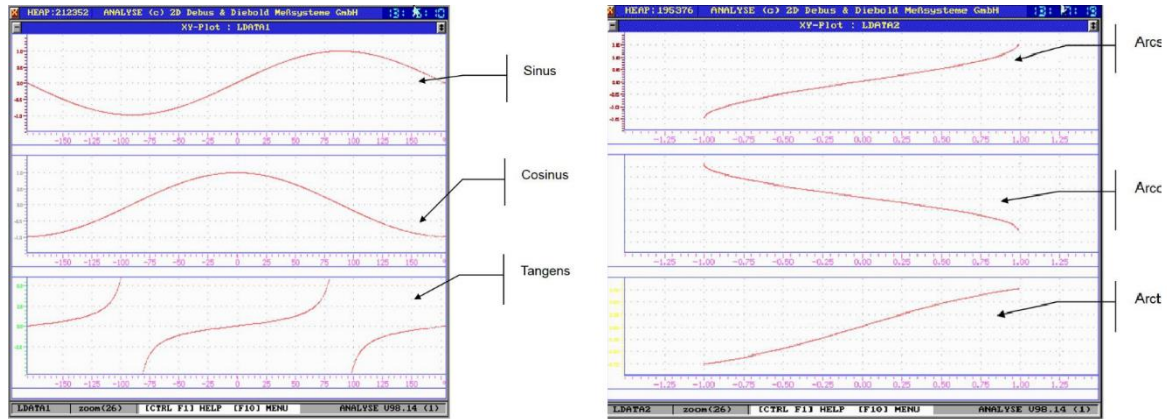 HEAP:212352 ANALYSE (c) 2D Debus & Diebold Meßsysteme GmbH
XY-Plot : LDATA1
Sinus
-150 -125 -100 -75 -50 -25 0 25 50 75 100 125 150
Cosinus
-150 -125 -100 -75 -50 -25 0 25 50 75 100 125 150
Tangens
-150 -125 -100 -75 -50 -25 0 25 50 75 100 125 150
LDATA1 zoom(26) [CTRL F1] HELP [F10] MENU ANALYSE V98.14 (1)
HEAP:195376 ANALYSE (c) 2D Debus & Diebold Meßsysteme GmbH
XY-Plot : LDATA2
Arcs
-1.25 -1.00 -0.75 -0.50 -0.25 0.00 0.25 0.50 0.75 1.00 1.25
Arcc
-1.25 -1.00 -0.75 -0.50 -0.25 0.00 0.25 0.50 0.75 1.00 1.25
Arct
-1.25 -1.00 -0.75 -0.50 -0.25 0.00 0.25 0.50 0.75 1.00 1.25
LDATA2 zoom(26) [CTRL F1] HELP [F10] MENU ANALYSE V98.14 (1)